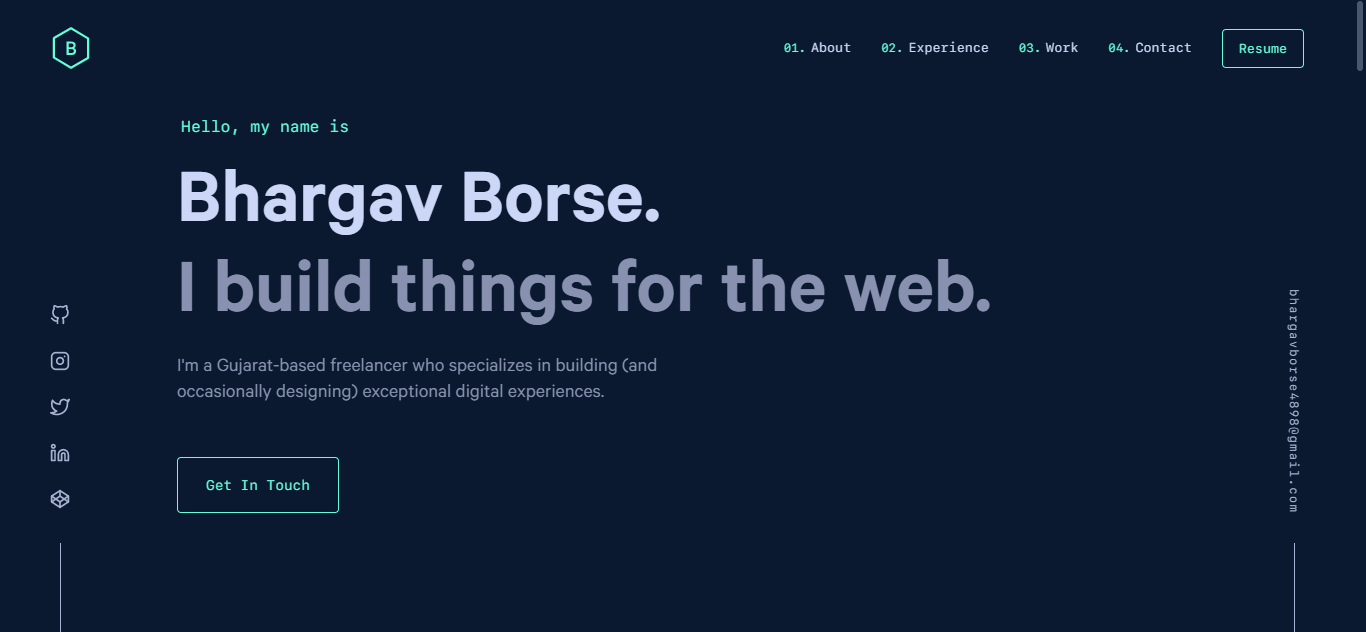 B
01. About 02. Experience 03. Work 04. Contact Resume
Hello, my name is
Bhargav Borse.
I build things for the web.
I'm a Gujarat-based freelancer who specializes in building (and
occasionally designing) exceptional digital experiences.
Get In Touch
bhargavborse4898@gmail.com